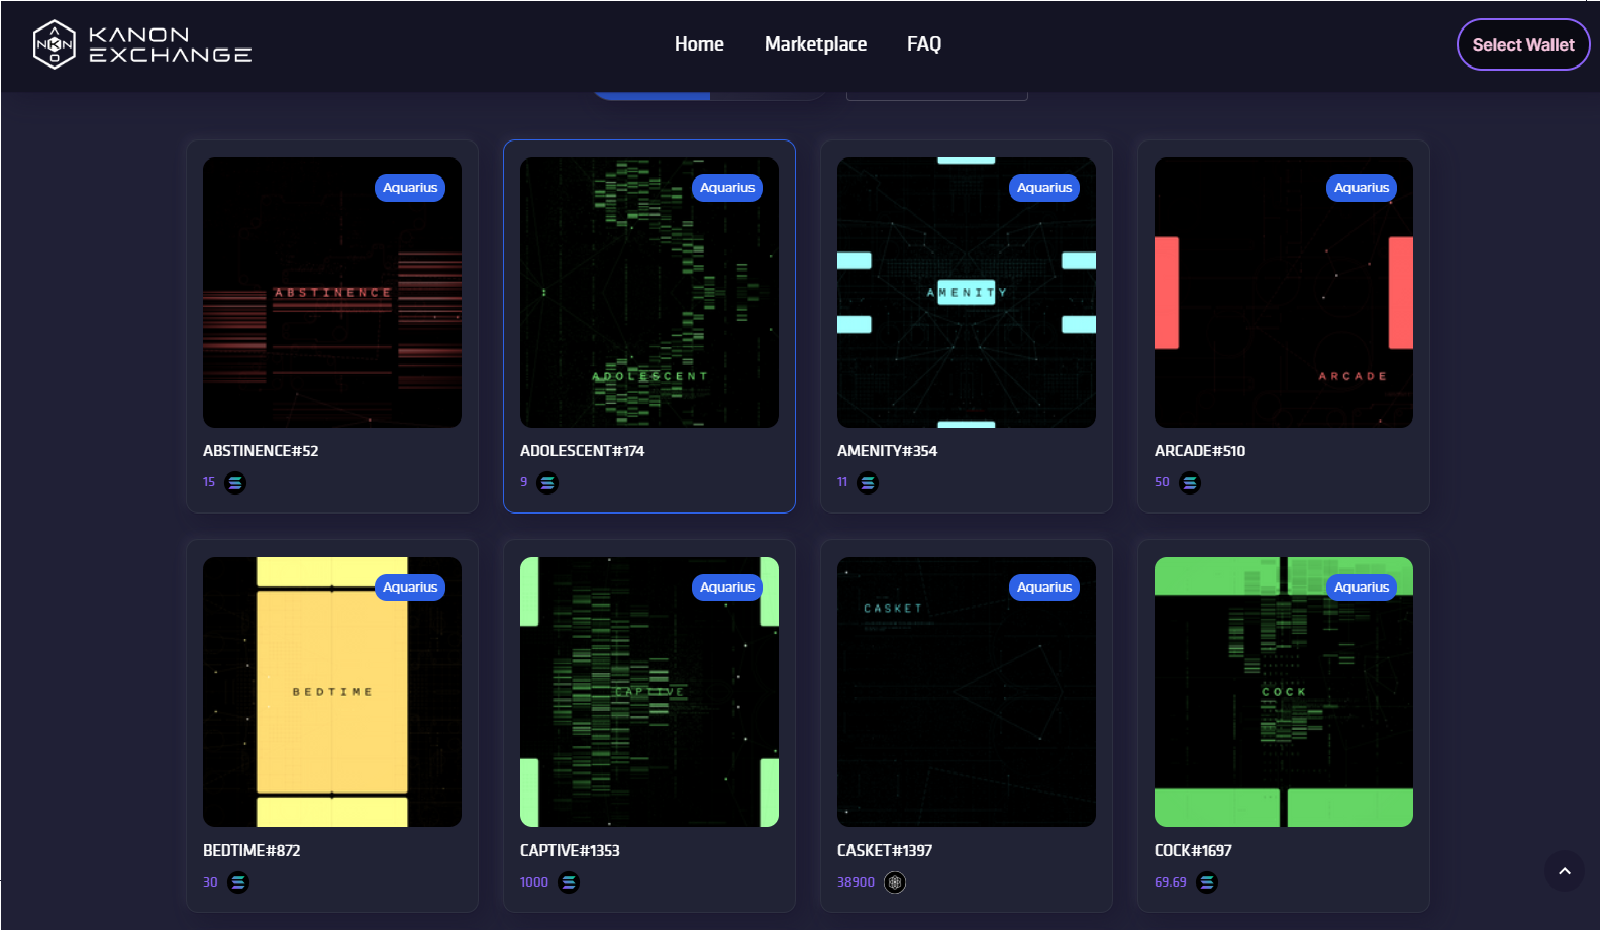 KANON
EXCHANGE
Home
Marketplace
FAQ
Select Wallet
Aquarius
ABSTINENCE
ABSTINENCE#52
15
Aquarius
ADOLESCENT
ADOLESCENT#174
9
Aquarius
AMENITY
AMENITY#354
11
Aquarius
ARCADE
ARCADE#510
50
Aquarius
BEDTIME
BEDTIME#872
30
Aquarius
CAPTIVE
CAPTIVE#1353
1000
Aquarius
CASKET
CASKET#1397
38900
Aquarius
COCK
COCK#1697
69.69